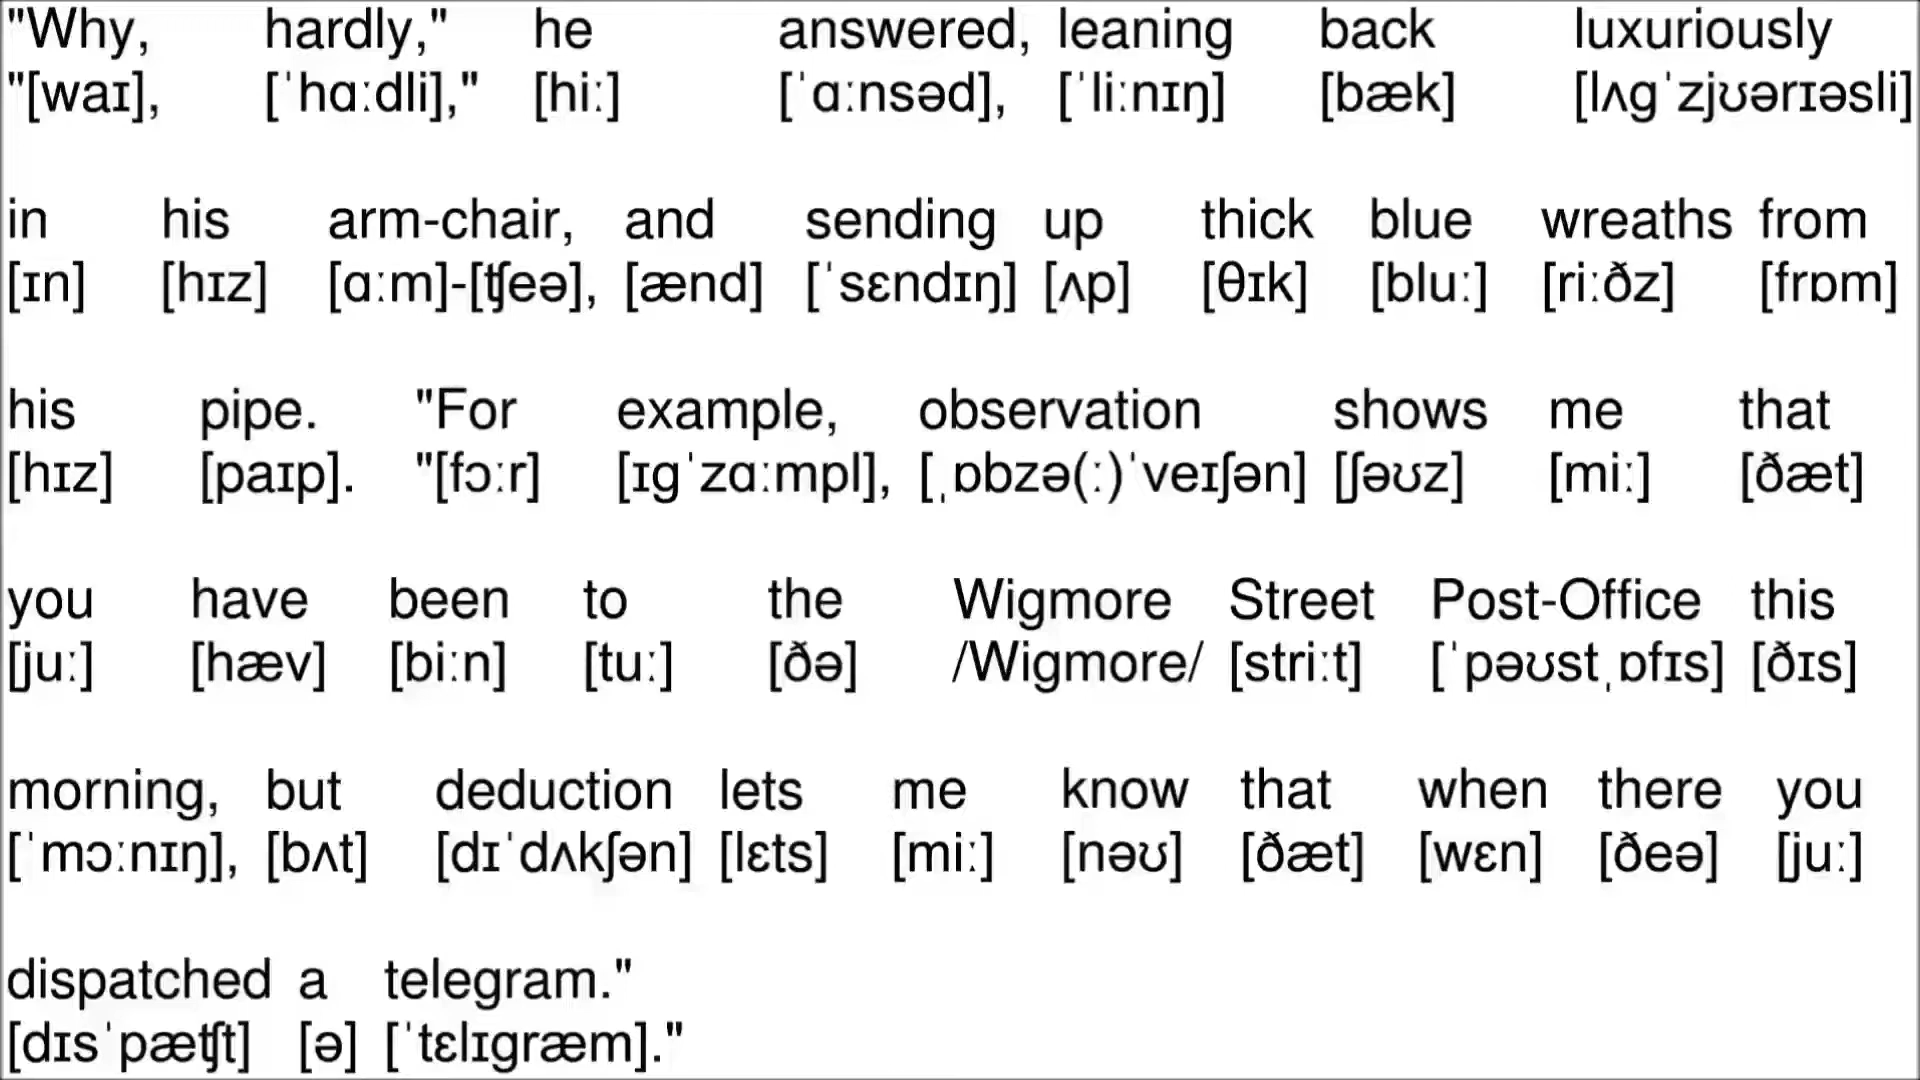 "Why, hardly," he answered, leaning back luxuriously
"[waɪ], [ˈhɑːdli]," [hiː] [ˈɑːnsəd], [ˈliːnɪŋ] [bæk] [lʌgˈzjʊərɪəsli]
in his arm-chair, and sending up thick blue wreaths from
[ɪn] [hɪz] [ɑːm]-[ʧeə], [ænd] [ˈsɛndɪŋ] [ʌp] [θɪk] [bluː] [riːðz] [frɒm]
his pipe. "For example, observation shows me that
[hɪz] [paɪp]. "[fɔːr] [ɪgˈzɑːmpl], [ˌɒbzə(ː)ˈveɪʃən] [ʃəʊz] [miː] [ðæt]
you have been to the Wigmore Street Post-Office this
[juː] [hæv] [biːn] [tuː] [ðə] /Wigmore/ [striːt] [ˈpəʊstˌɒfɪs] [ðɪs]
morning, but deduction lets me know that when there you
[ˈmɔːnɪŋ], [bʌt] [dɪˈdʌkʃən] [lɛts] [miː] [nəʊ] [ðæt] [wɛn] [ðeə] [juː]
dispatched a telegram."
[dɪsˈpæʧt] [ə] [ˈtɛlɪgræm]."